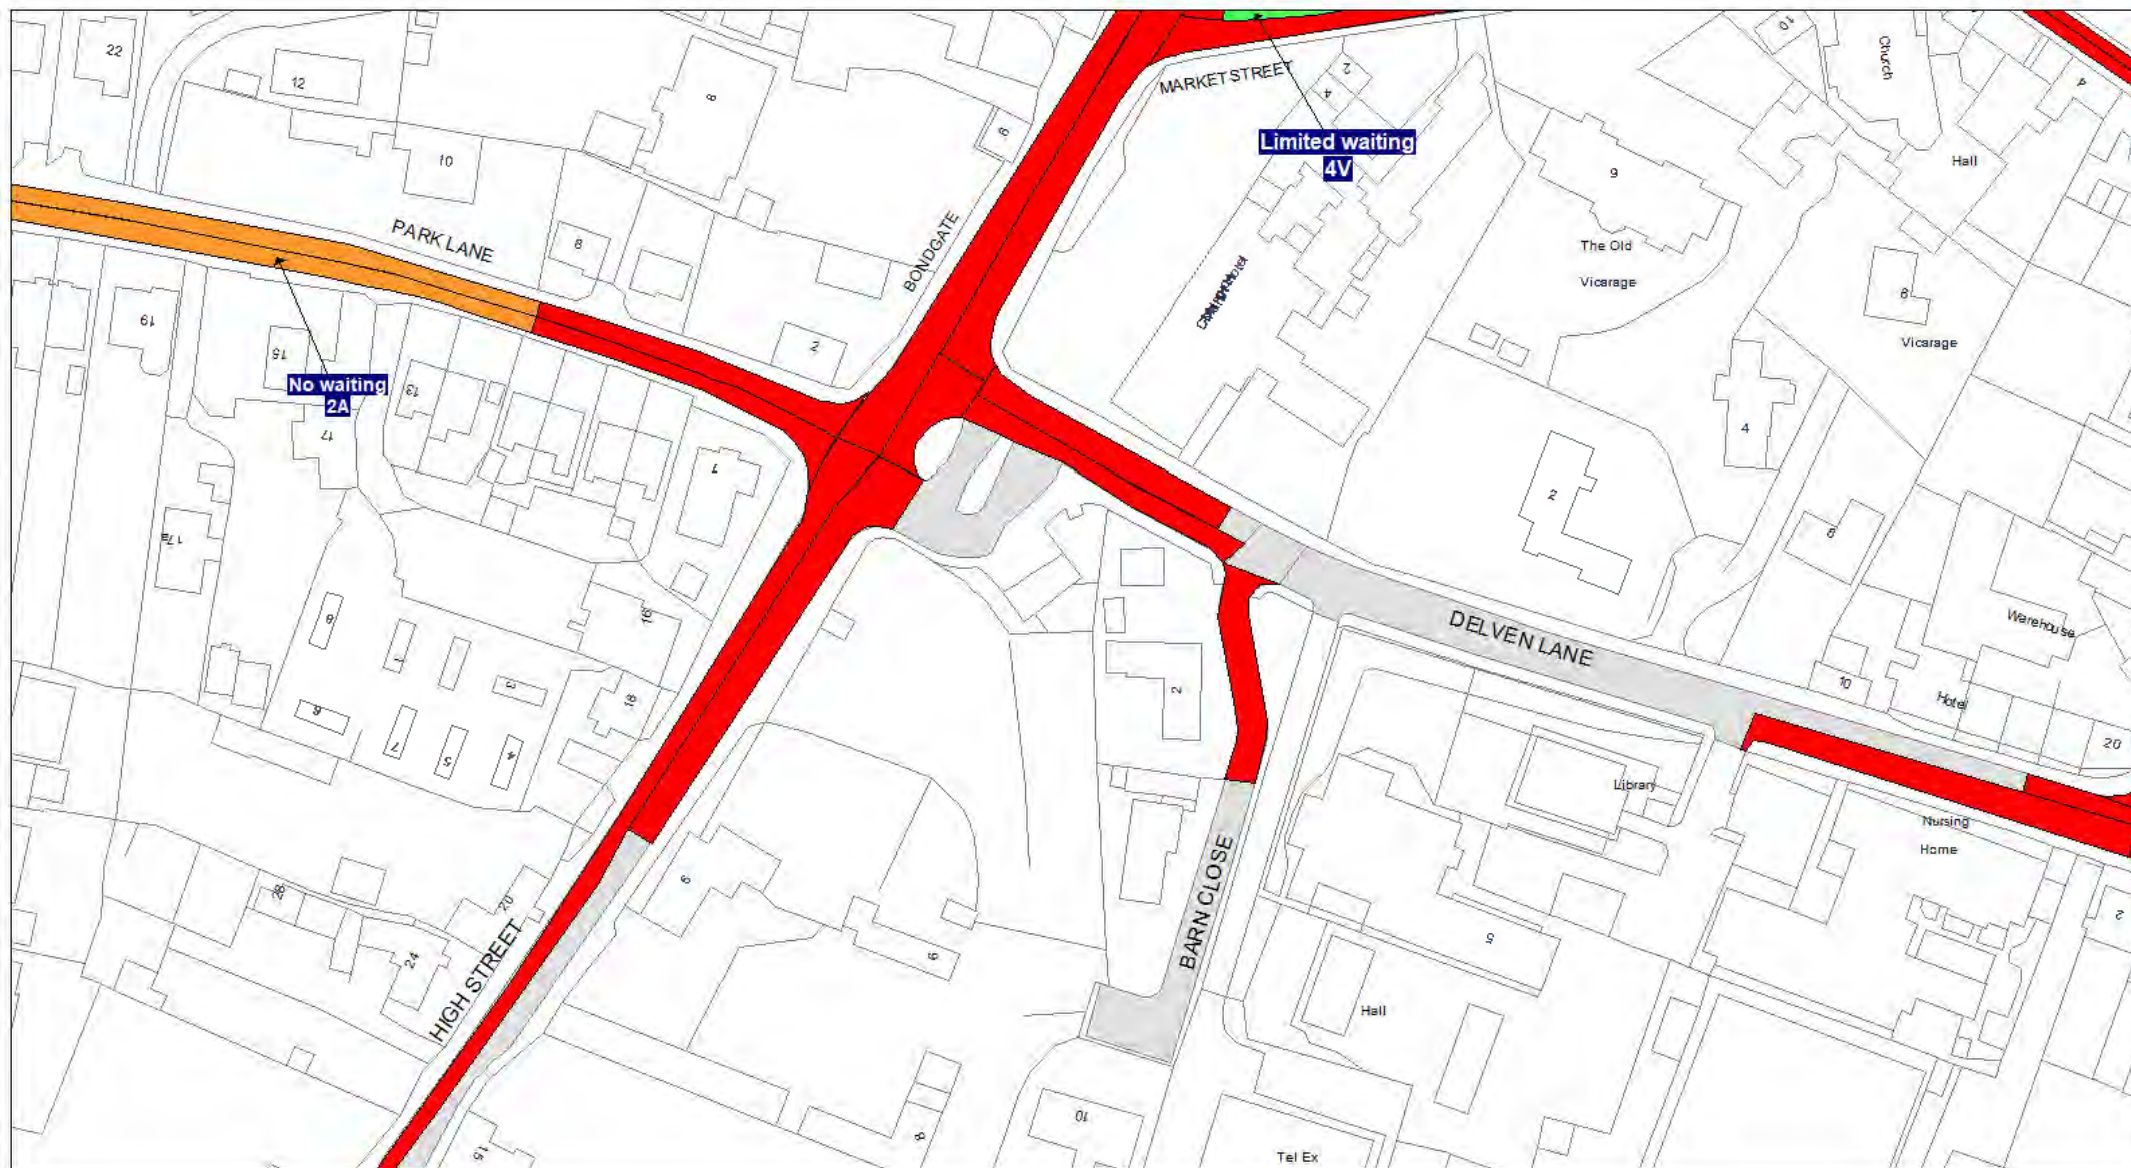 22
12
8
10
6
PARK LANE
8
BONDGATE
2
MARKET STREET
2
4
Limited waiting
4V
10
Church
4
Hall
9
The Old
Vicarage
8
Vicarage
4
2
8
Warehouse
10
Hotel
20
19
15
No waiting
2A
13
17
1
17a
8
1
3
6
7
5
4
16
18
2
DELVEN LANE
Library
Nursing
Home
2
28
20
24
HIGH STREET
6
9
BARN CLOSE
5
Hall
10
15
Tel Ex